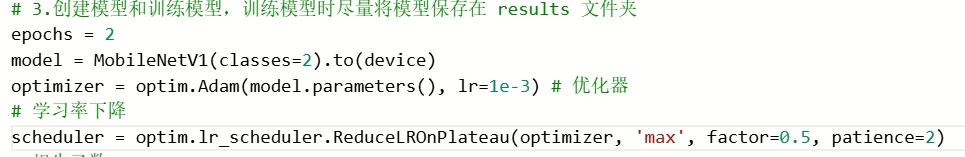 # 3.创建模型和训练模型，训练模型时尽量将模型保存在 results 文件夹
epochs = 2
model = MobileNetV1(classes=2).to(device)
optimizer = optim.Adam(model.parameters(), lr=1e-3) # 优化器
# 学习率下降
scheduler = optim.lr_scheduler.ReduceLROnPlateau(optimizer, 'max', factor=0.5, patience=2)